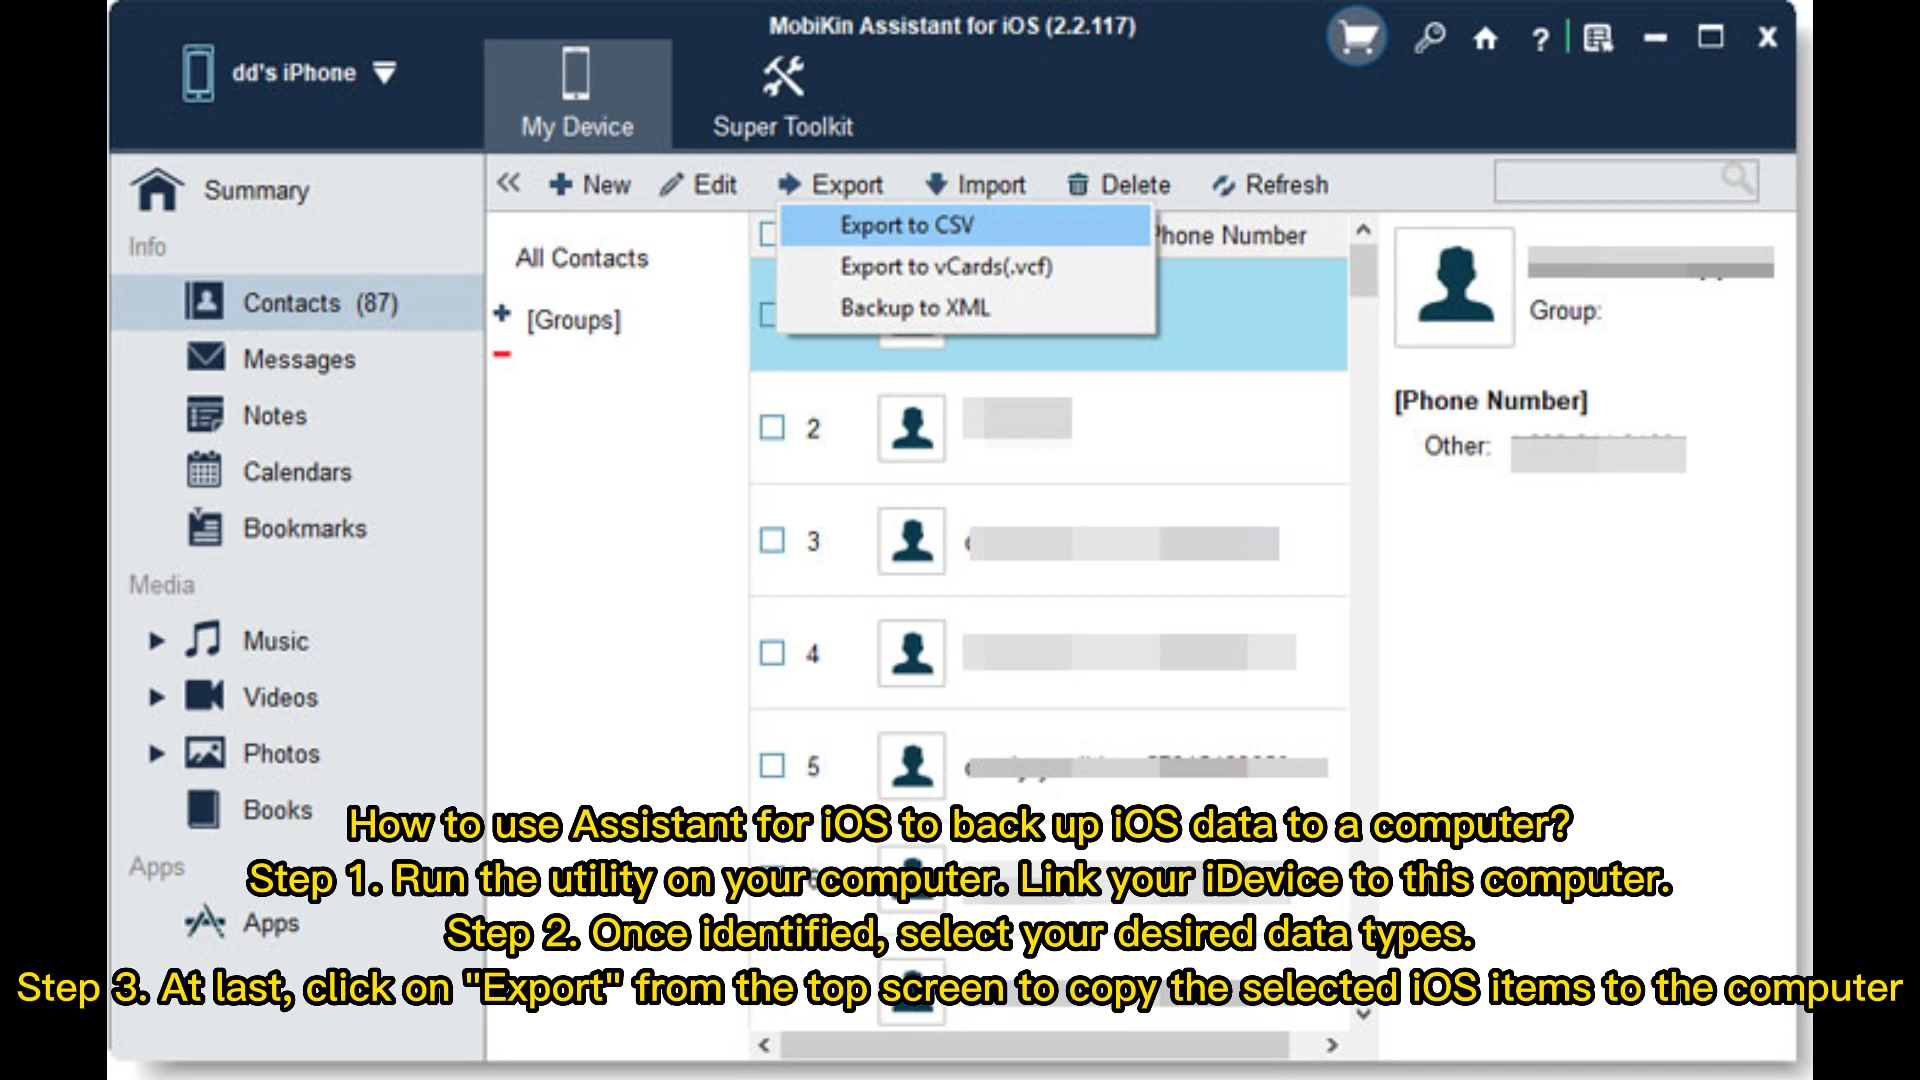 MobiKin Assistant for iOS (2.2.117)
dd's iPhone
My Device
Super Toolkit
?
Summary
« New Edit Export Import Delete Refresh
Info
Export to CSV
Phone Number
Export to vCards(.vcf)
Backup to XML
All Contacts
[Groups]
Contacts (87)
Messages
Notes
Calendars
Bookmarks
Media
Music
Videos
Photos
Books
Apps
Apps
2
3
4
5
Group:
[Phone Number]
Other:
How to use Assistant for iOS to back up iOS data to a computer?
Step 1. Run the utility on your computer. Link your iDevice to this computer.
Step 2. Once identified, select your desired data types.
Step 3. At last, click on "Export" from the top screen to copy the selected iOS items to the computer